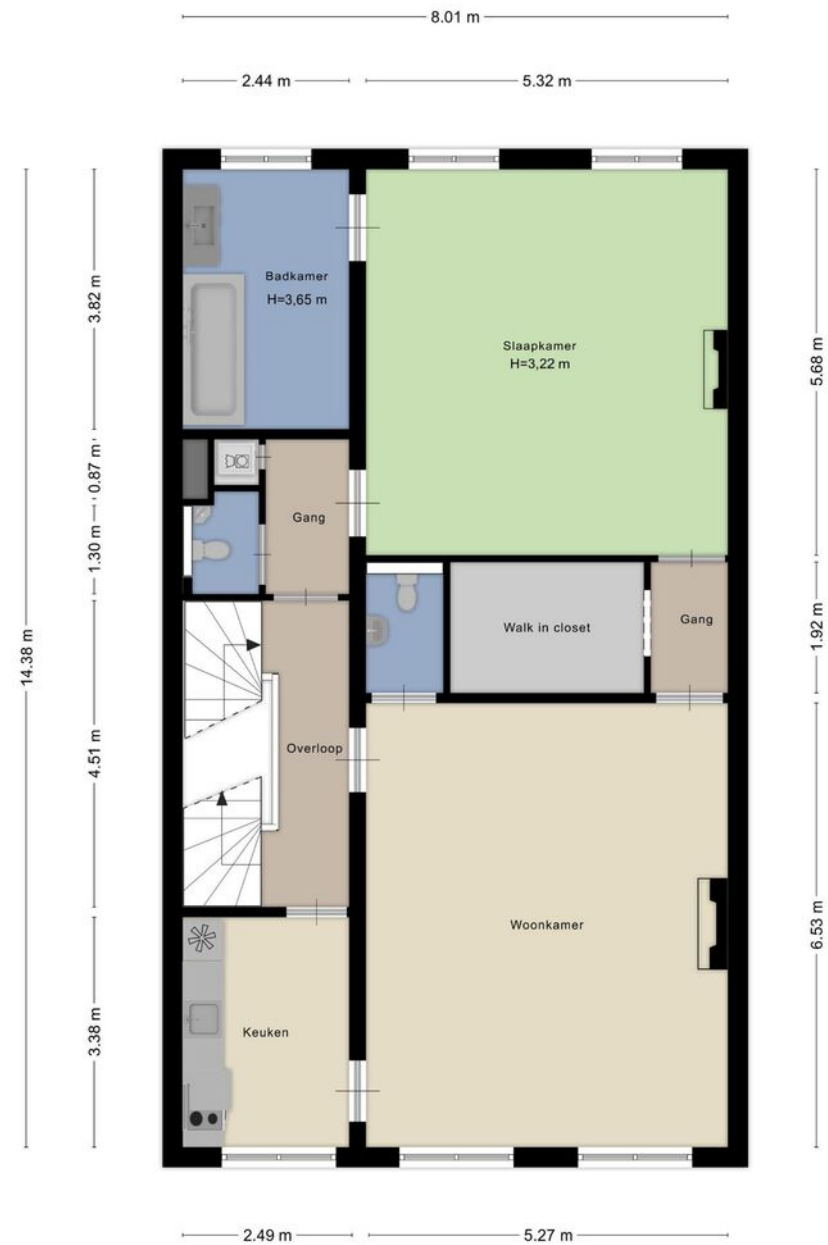 8.01 m
2.44 m
5.32 m
Badkamer
H=3,65 m
3.82 m
Slaapkamer
H=3,22 m
5.68 m
0.87 m
Gang
1.30 m
Walk in closet
Gang
1.92 m
14.38 m
Overloop
4.51 m
Woonkamer
6.53 m
Keuken
3.38 m
2.49 m
5.27 m